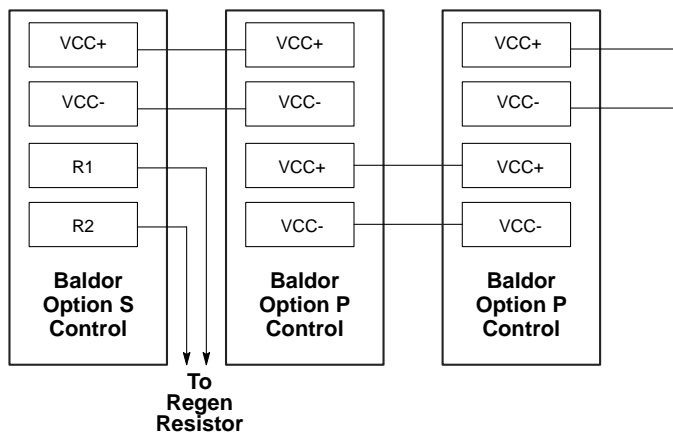 VCC+
VCC-
R1
R2
Baldor
Option S
Control
VCC+
VCC-
VCC+
VCC-
Baldor
Option P
Control
VCC+
VCC-
VCC+
VCC-
Baldor
Option P
Control
To
Regen
Resistor